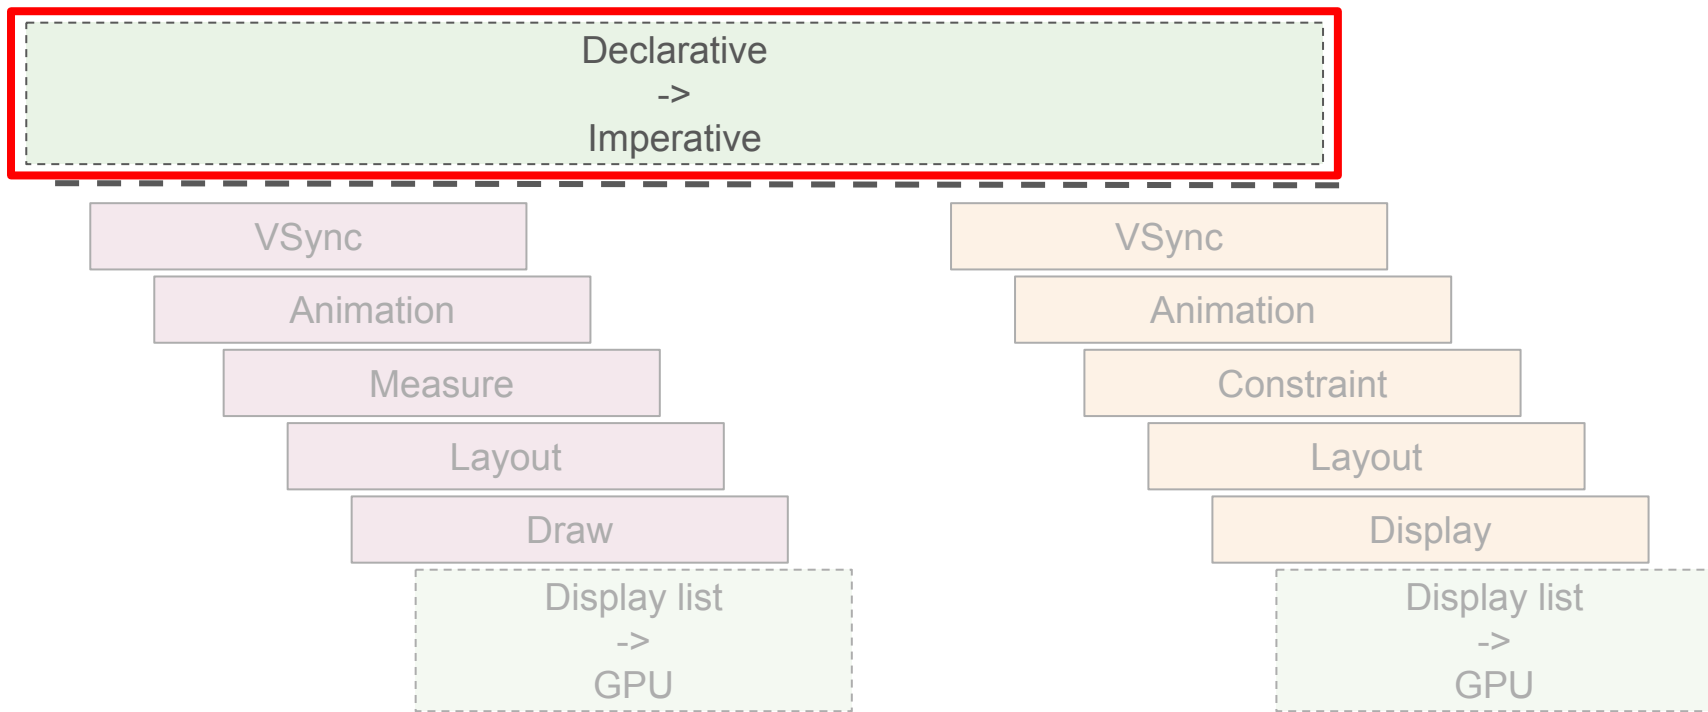 Declarative
->
Imperative
VSync
Animation
Measure
Layout
Draw
Display list
->
GPU
VSync
Animation
Constraint
Layout
Display
Display list
->
GPU